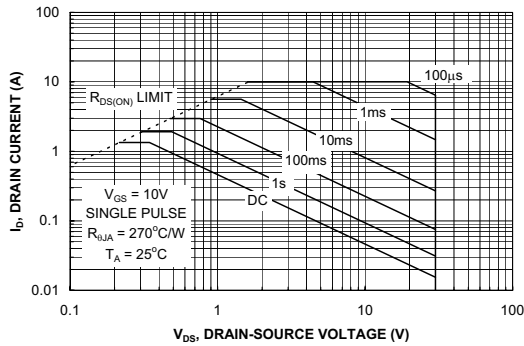 100
10
1
0.1
0.01
I_D, DRAIN CURRENT (A)
R_DS(ON) LIMIT
100μs
1ms
10ms
100ms
1s
DC
V_GS = 10V
SINGLE PULSE
R_θJA = 270°C/W
T_A = 25°C
0.1 1 10 100
V_DS, DRAIN-SOURCE VOLTAGE (V)